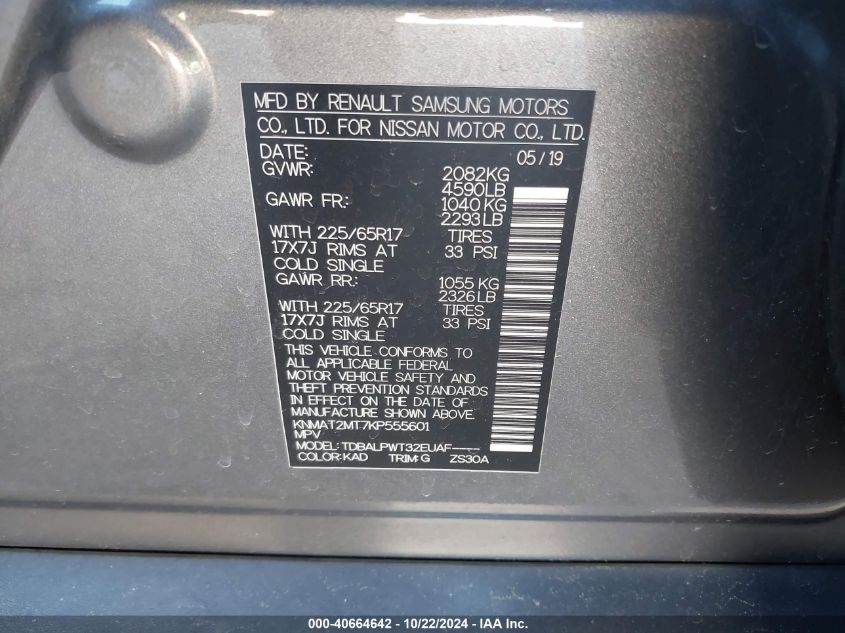 MFD BY RENAULT SAMSUNG MOTORS
CO., LTD. FOR NISSAN MOTOR CO., LTD.
DATE: 05/19
GVWR: 2082KG
4590LB
GAWR FR: 1040KG
2293LB
WITH 225/65R17 TIRES
17X7J RIMS AT 33 PSI
COLD SINGLE
GAWR RR: 1055 KG
2326LB
WITH 225/65R17 TIRES
17X7J RIMS AT 33 PSI
COLD SINGLE
THIS VEHICLE CONFORMS TO
ALL APPLICABLE FEDERAL
MOTOR VEHICLE SAFETY AND
THEFT PREVENTION STANDARDS
IN EFFECT ON THE DATE OF
MANUFACTURE SHOWN ABOVE.
KNMAT2MT7KP555601
MPV
MODEL: TDBALPWT32EUAF----
COLOR:KAD TRIM:G ZS30A
000-40664642 / 10/22/2024 - IAA Inc.